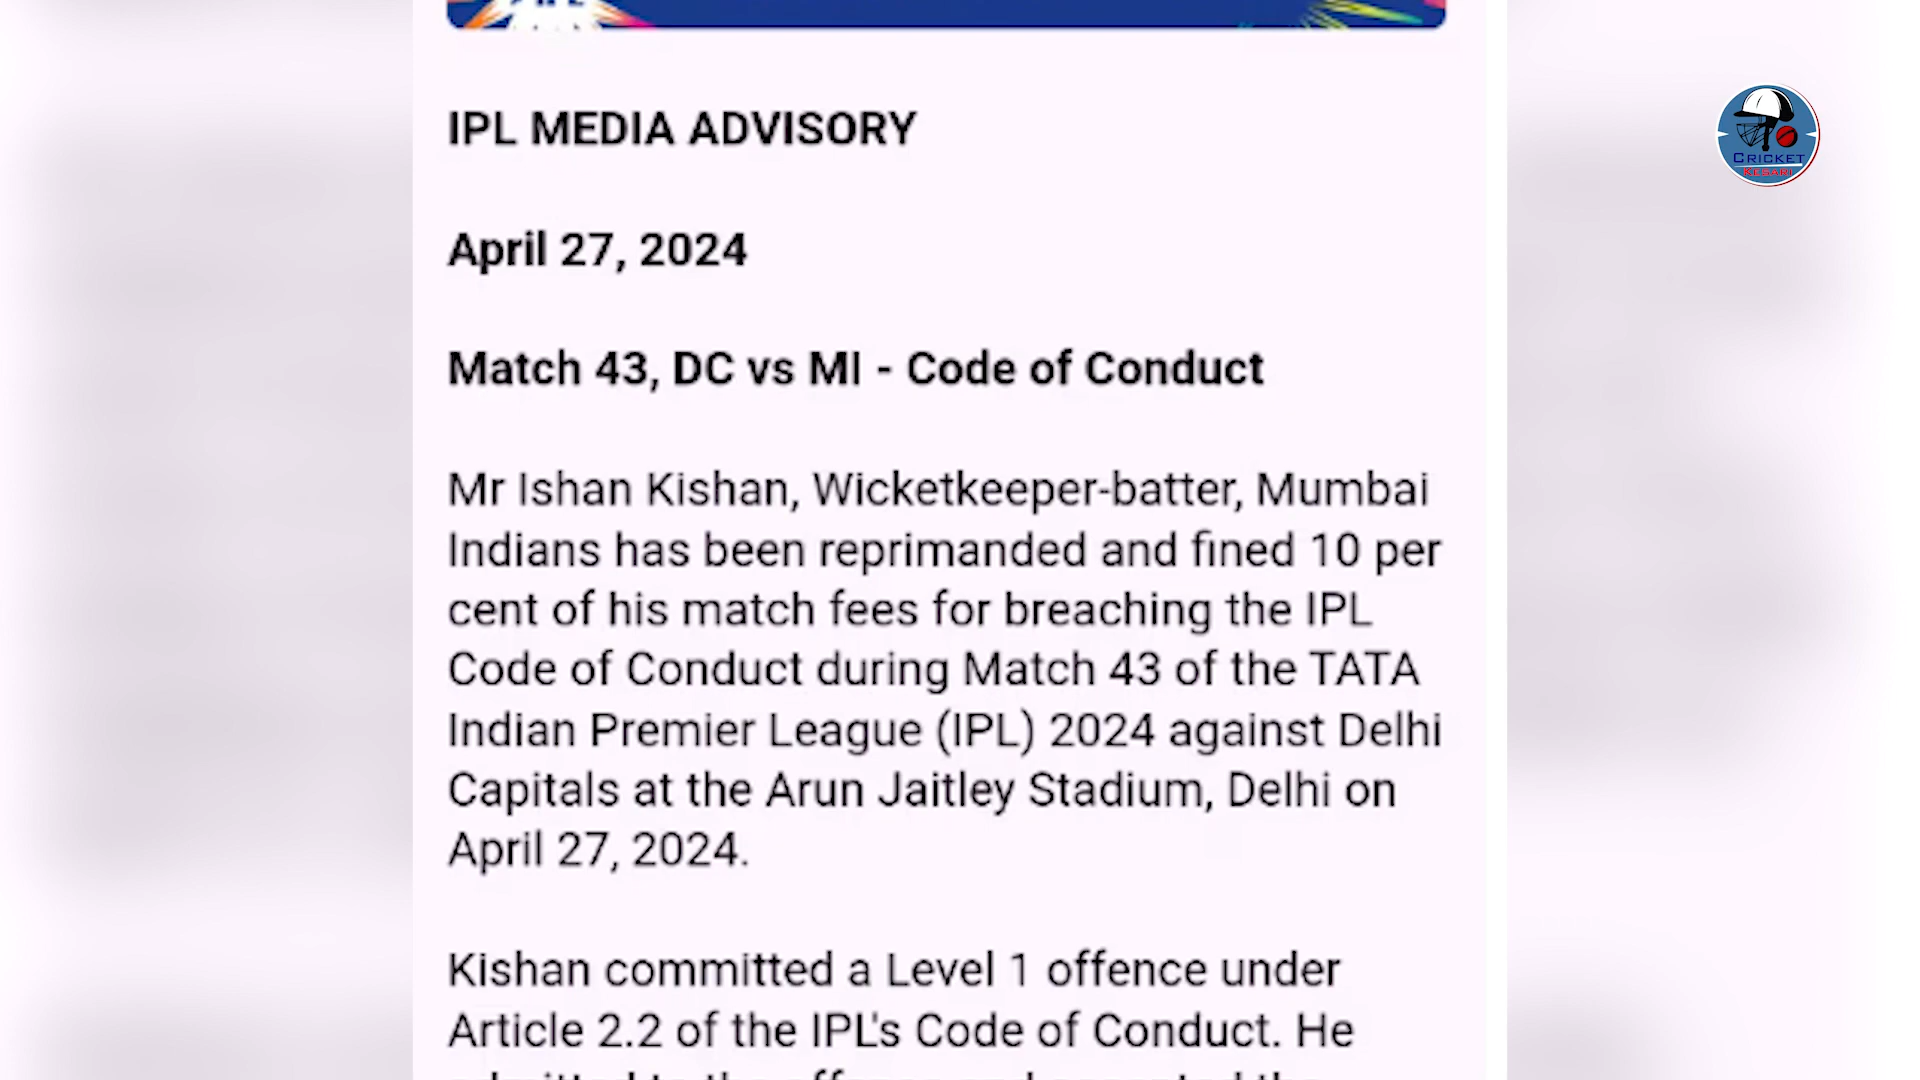 IPL MEDIA ADVISORY
April 27, 2024
Match 43, DC vs MI - Code of Conduct
Mr Ishan Kishan, Wicketkeeper-batter, Mumbai
Indians has been reprimanded and fined 10 per
cent of his match fees for breaching the IPL
Code of Conduct during Match 43 of the TATA
Indian Premier League (IPL) 2024 against Delhi
Capitals at the Arun Jaitley Stadium, Delhi on
April 27, 2024.
Kishan committed a Level 1 offence under
Article 2.2 of the IPL's Code of Conduct. He
CRICKET
KESARI